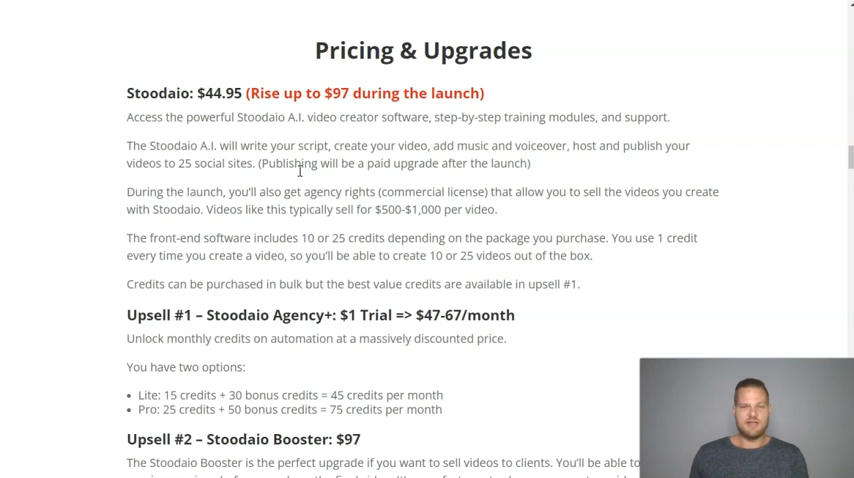 Pricing & Upgrades
Stoodaio: $44.95 (Rise up to $97 during the launch)
Access the powerful Stoodaio A.I. video creator software, step-by-step training modules, and support.
The Stoodaio A.I. will write your script, create your video, add music and voiceover, host and publish your
videos to 25 social sites. (Publishing will be a paid upgrade after the launch)
During the launch, you'll also get agency rights (commercial license) that allow you to sell the videos you create
with Stoodaio. Videos like this typically sell for $500-$1,000 per video.
The front-end software includes 10 or 25 credits depending on the package you purchase. You use 1 credit
every time you create a video, so you'll be able to create 10 or 25 videos out of the box.
Credits can be purchased in bulk but the best value credits are available in upsell #1.
Upsell #1 – Stoodaio Agency+: $1 Trial => $47-67/month
Unlock monthly credits on automation at a massively discounted price.
You have two options:
• Lite: 15 credits + 30 bonus credits = 45 credits per month
• Pro: 25 credits + 50 bonus credits = 75 credits per month
Upsell #2 – Stoodaio Booster: $97
The Stoodaio Booster is the perfect upgrade if you want to sell videos to clients. You'll be able to